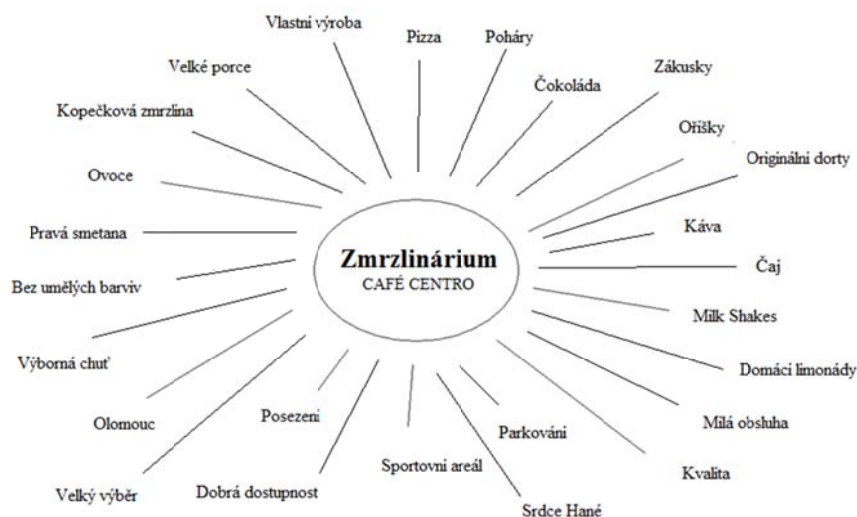 Vlastní výroba
Pizza
Poháry
Velké porce
Zákusky
Čokoláda
Kopečková zmrzlina
Oříšky
Originální dorty
Ovoce
Káva
Pravá smetana
Zmrzlinárium
CAFÉ CENTRO
Čaj
Bez umělých barviv
Milk Shakes
Výborná chuť
Domáci limonády
Olomouc
Posezení
Milá obsluha
Parkování
Sportovní areál
Kvalita
Velký výběr
Dobrá dostupnost
Srdce Hané